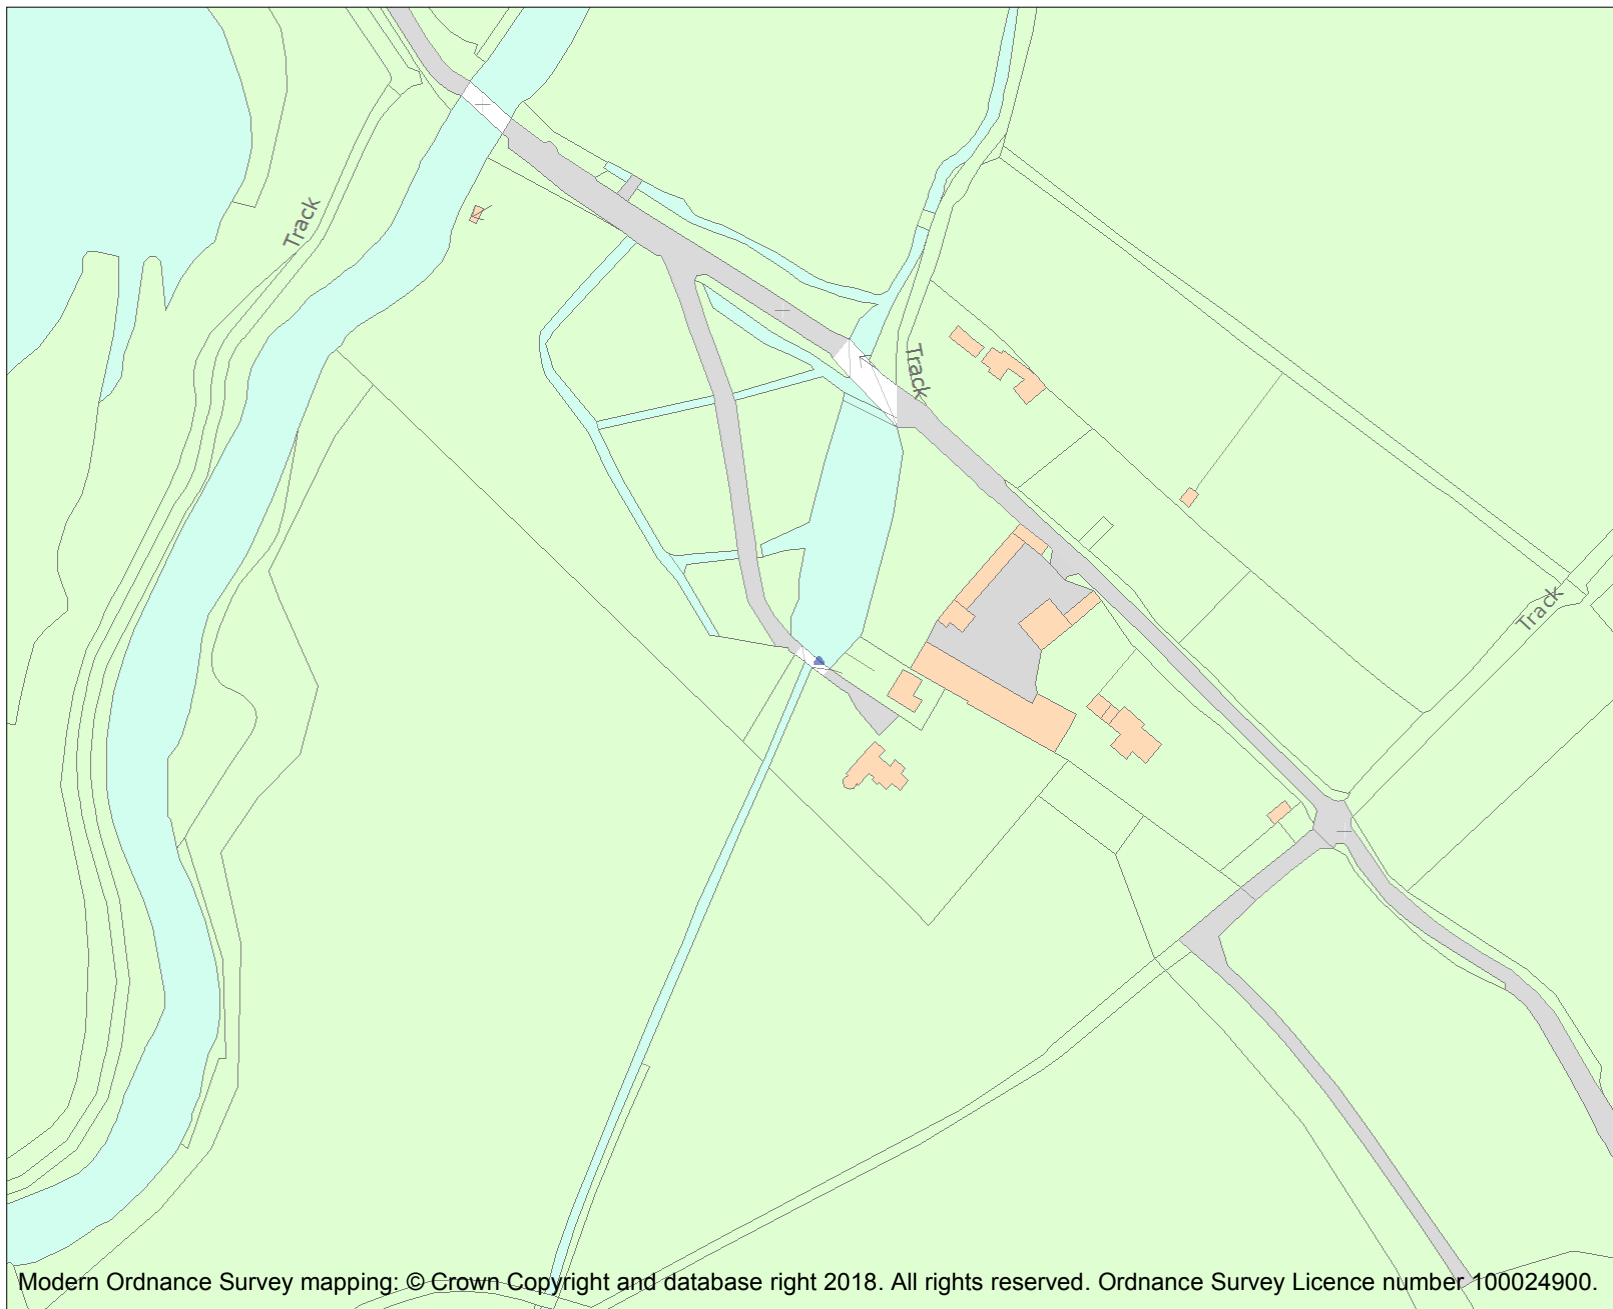 Track
Track
Track
Modern Ordnance Survey mapping: © Crown Copyright and database right 2018. All rights reserved. Ordnance Survey Licence number 100024900.